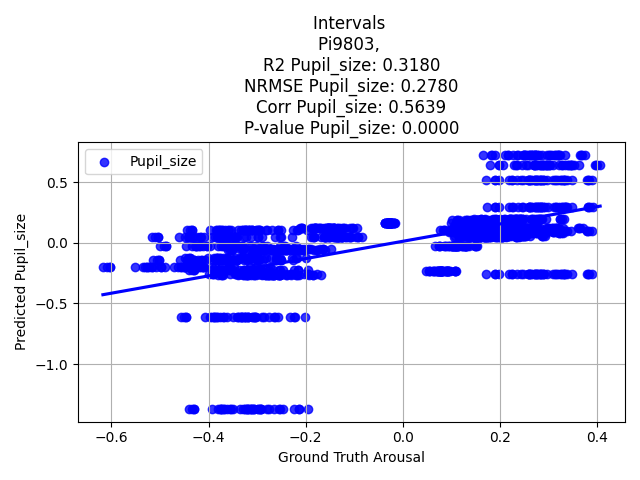 Intervals
Pi9803,
R2 Pupil_size: 0.3180
NRMSE Pupil_size: 0.2780
Corr Pupil_size: 0.5639
P-value Pupil_size: 0.0000
Pupil_size
0.5
0.0
−0.5
−1.0
Predicted Pupil_size
−0.6
−0.4
−0.2
0.0
0.2
0.4
Ground Truth Arousal